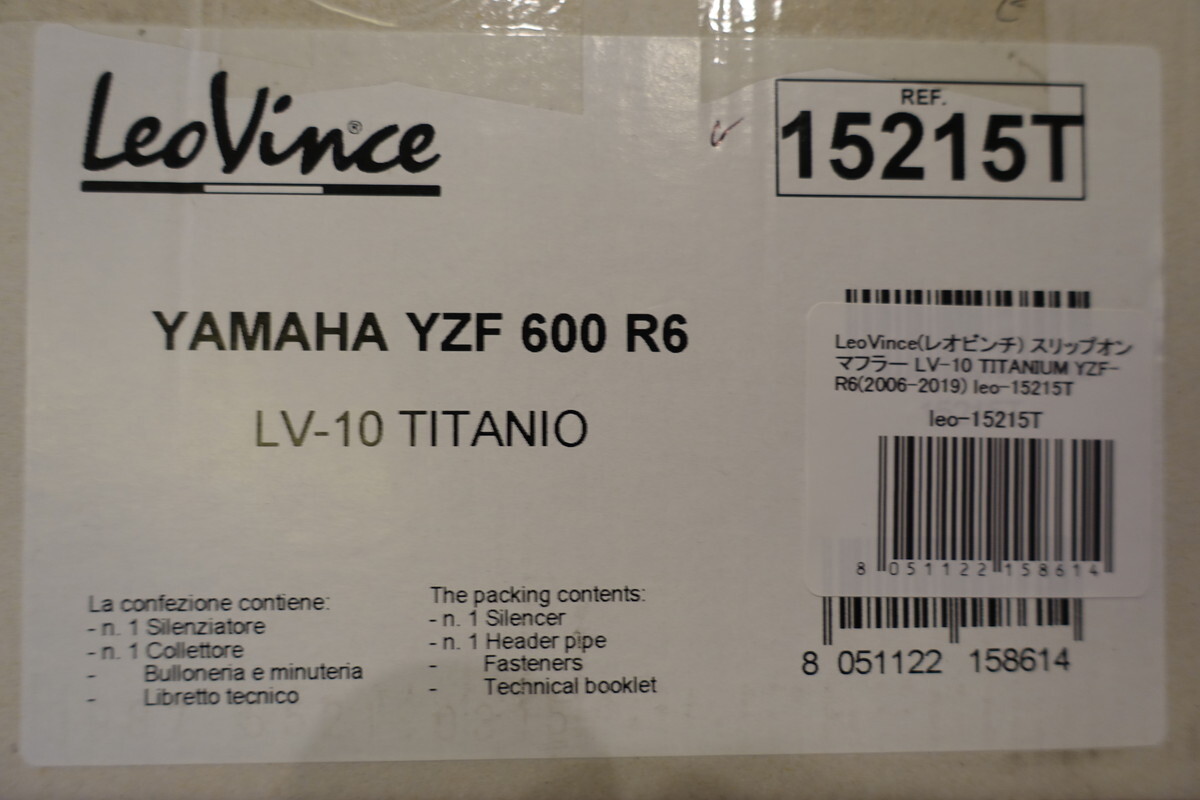 LeoVince®
REF.
15215T
YAMAHA YZF 600 R6
LV-10 TITANIO
LeoVince(レオビンチ) スリップオン
マフラー LV-10 TITANIUM YZF-
R6(2006-2019) leo-15215T
leo-15215T
8 051122 158614
8 051122 158614
La confezione contiene:
- n. 1 Silenziatore
- n. 1 Collettore
- Bulloneria e minuteria
- Libretto tecnico
The packing contents:
- n. 1 Silencer
- n. 1 Header pipe
- Fasteners
- Technical booklet